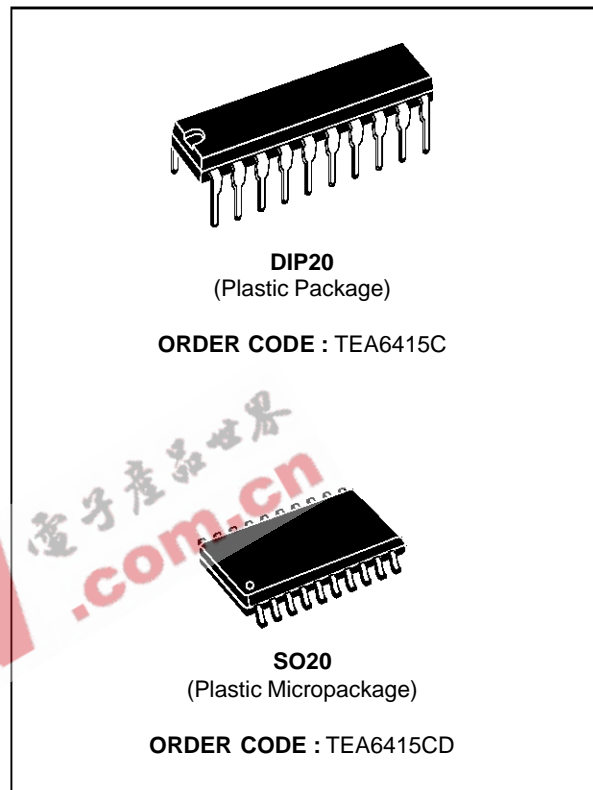 DIP20
(Plastic Package)
ORDER CODE : TEA6415C
電子產品世界
.com.cn
SO20
(Plastic Micropackage)
ORDER CODE : TEA6415CD